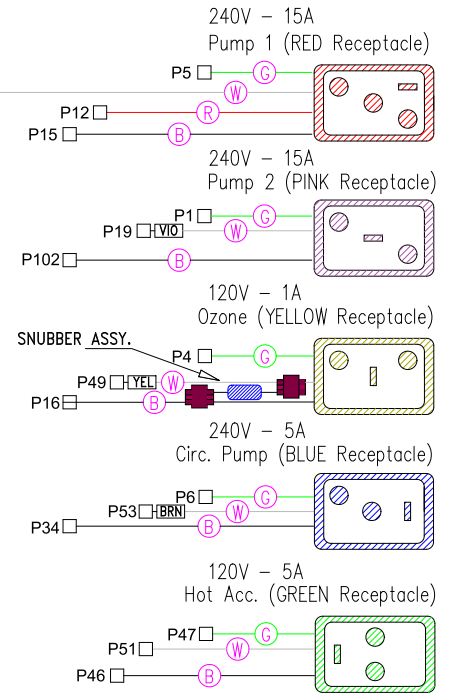 240V - 15A
Pump 1 (RED Receptacle)
P5 G
W
P12 R
P15 B
240V - 15A
Pump 2 (PINK Receptacle)
P1 G
P19 VIO W
P102 B
120V - 1A
Ozone (YELLOW Receptacle)
SNUBBER ASSY.
P4 G
P49 YEL W
P16 B
240V - 5A
Circ. Pump (BLUE Receptacle)
P6 G
P53 BRN W
P34 B
120V - 5A
Hot Acc. (GREEN Receptacle)
P47 G
P51 W
P46 B